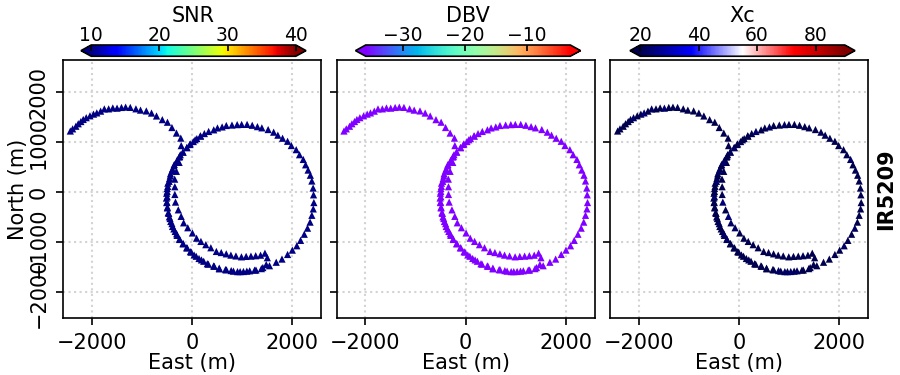 SNR DBV Xc
10 20 30 40 −30 −20 −10 20 40 60 80
North (m)
2000
1000
0
−1000
−2000
−2000 0 2000 −2000 0 2000 −2000 0 2000
East (m) East (m) East (m)
IR5209